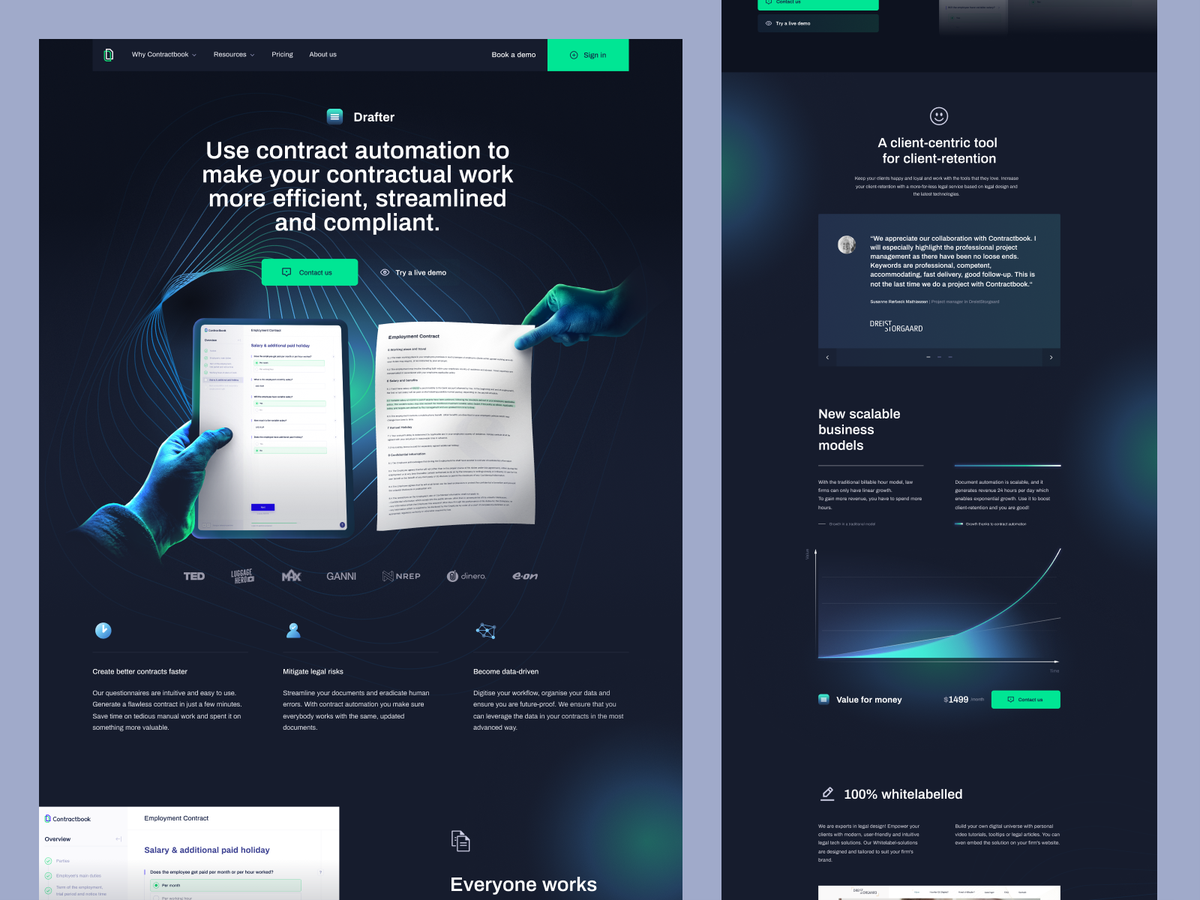 Why Contractbook
Resources
Pricing
About us
Book a demo
Sign in
Drafter
Use contract automation to
make your contractual work
more efficient, streamlined
and compliant.
Contact us
Try a live demo
Contractbook
Employment Contract
Overview
Salary & additional paid holiday
Employment Contract
TED
LUGGAGE
HERO
MAX
GANNI
NREP
dinero.
e·on
Create better contracts faster
Our questionnaires are intuitive and easy to use.
Generate a flawless contract in just a few minutes.
Save time on tedious manual work and spent it on
something more valuable.
Mitigate legal risks
Streamline your documents and eradicate human
errors. With contract automation you make sure
everybody works with the same, updated
documents.
Become data-driven
Digitise your workflow, organise your data and
ensure you are future-proof. We ensure that you
can leverage the data in your contracts in the most
advanced way.
Contractbook
Overview
Parties
Employer's main duties
Term of the employment,
trial period and notice time
Employment Contract
Salary & additional paid holiday
Does the employee get paid per month or per hour worked?
Per month
Per working hour
Everyone works
Contact us
Try a live demo
A client-centric tool
for client-retention
Keep your clients happy and loyal and work with the tools that they love. Increase
your client-retention with a more-for-less legal service based on legal design and
the latest technologies.
"We appreciate our collaboration with Contractbook. I
will especially highlight the professional project
management as there have been no loose ends.
Keywords are professional, competent,
accommodating, fast delivery, good follow-up. This is
not the last time we do a project with Contractbook."
DREIST
STORGAARD
New scalable
business
models
With the traditional billable hour model, law
firms can only have linear growth.
To gain more revenue, you have to spend more
hours.
Growth in a traditional model
Document automation is scalable, and it
generates revenue 24 hours per day which
enables exponential growth. Use it to boost
client-retention and you are good!
Growth thanks to contract automation
Value
Time
Value for money
$1499 /month
Contact us
100% whitelabelled
We are experts in legal design! Empower your
clients with modern, user-friendly and intuitive
legal tech solutions. Our Whitelabel-solutions
are designed and tailored to suit your firm's
brand.
Build your own digital universe with personal
video tutorials, tooltips or legal articles. You can
even embed the solution on your firm's website.